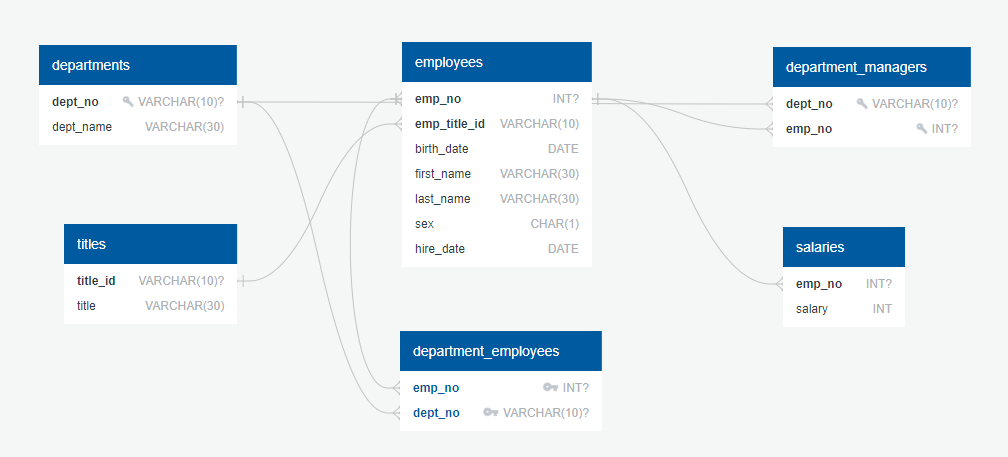 departments
dept_no VARCHAR(10)?
dept_name VARCHAR(30)
employees
emp_no INT?
emp_title_id VARCHAR(10)
birth_date DATE
first_name VARCHAR(30)
last_name VARCHAR(30)
sex CHAR(1)
hire_date DATE
department_managers
dept_no VARCHAR(10)?
emp_no INT?
titles
title_id VARCHAR(10)?
title VARCHAR(30)
salaries
emp_no INT?
salary INT
department_employees
emp_no INT?
dept_no VARCHAR(10)?